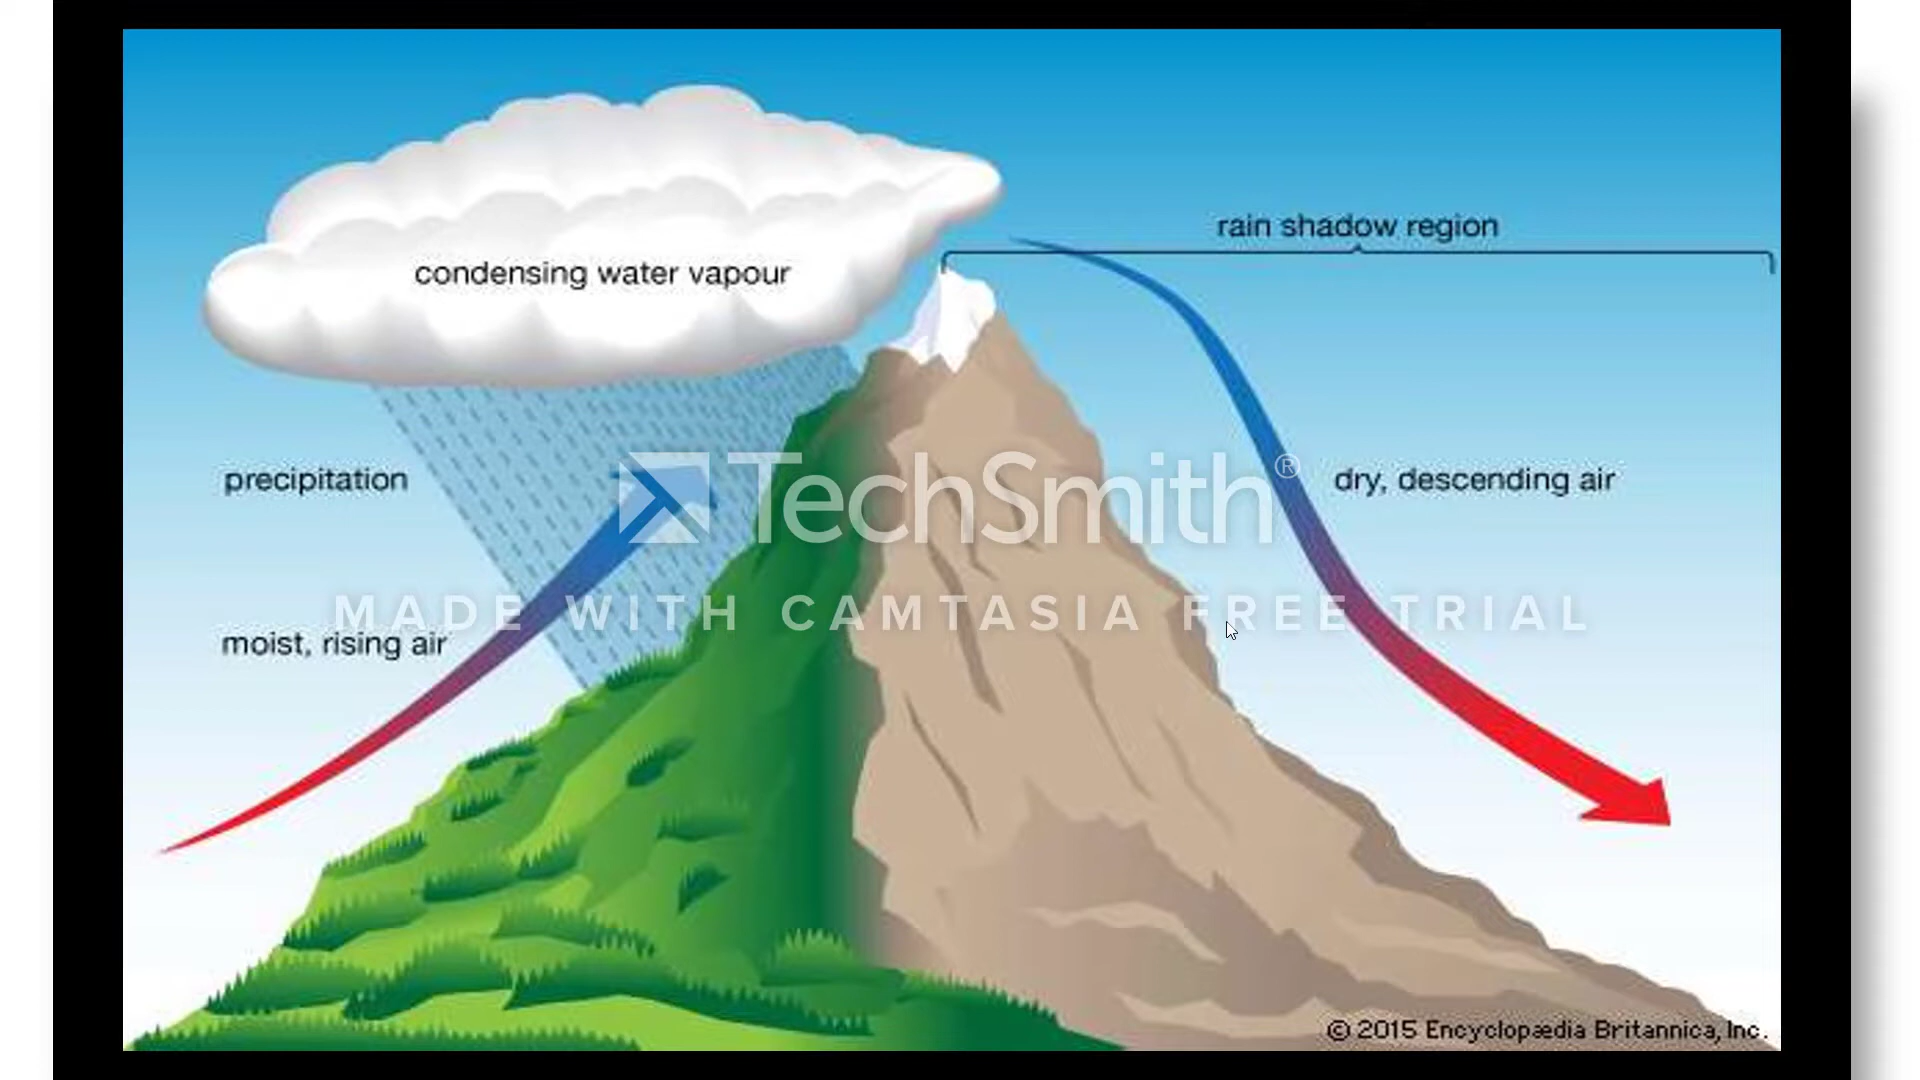 rain shadow region
condensing water vapour
precipitation
TechSmith®
dry, descending air
MADE WITH CAMTASIA FREE TRIAL
moist, rising air
© 2015 Encyclopædia Britannica, Inc.